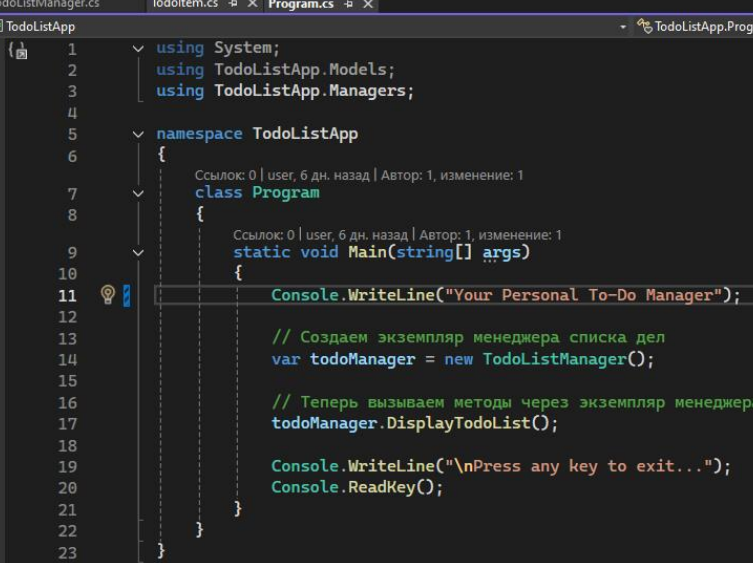 TodoListManager.cs TodoItem.cs Program.cs
TodoListApp TodoListApp.Prog
1 using System;
2 using TodoListApp.Models;
3 using TodoListApp.Managers;
4
5 namespace TodoListApp
6 {
Ссылок: 0 | user, 6 дн. назад | Автор: 1, изменение: 1
7 class Program
8 {
Ссылок: 0 | user, 6 дн. назад | Автор: 1, изменение: 1
9 static void Main(string[] args)
10 {
11 Console.WriteLine("Your Personal To-Do Manager");
12
13 // Создаем экземпляр менеджера списка дел
14 var todoManager = new TodoListManager();
15
16 // Теперь вызываем методы через экземпляр менеджера
17 todoManager.DisplayTodoList();
18
19 Console.WriteLine("\nPress any key to exit...");
20 Console.ReadKey();
21 }
22 }
23 }